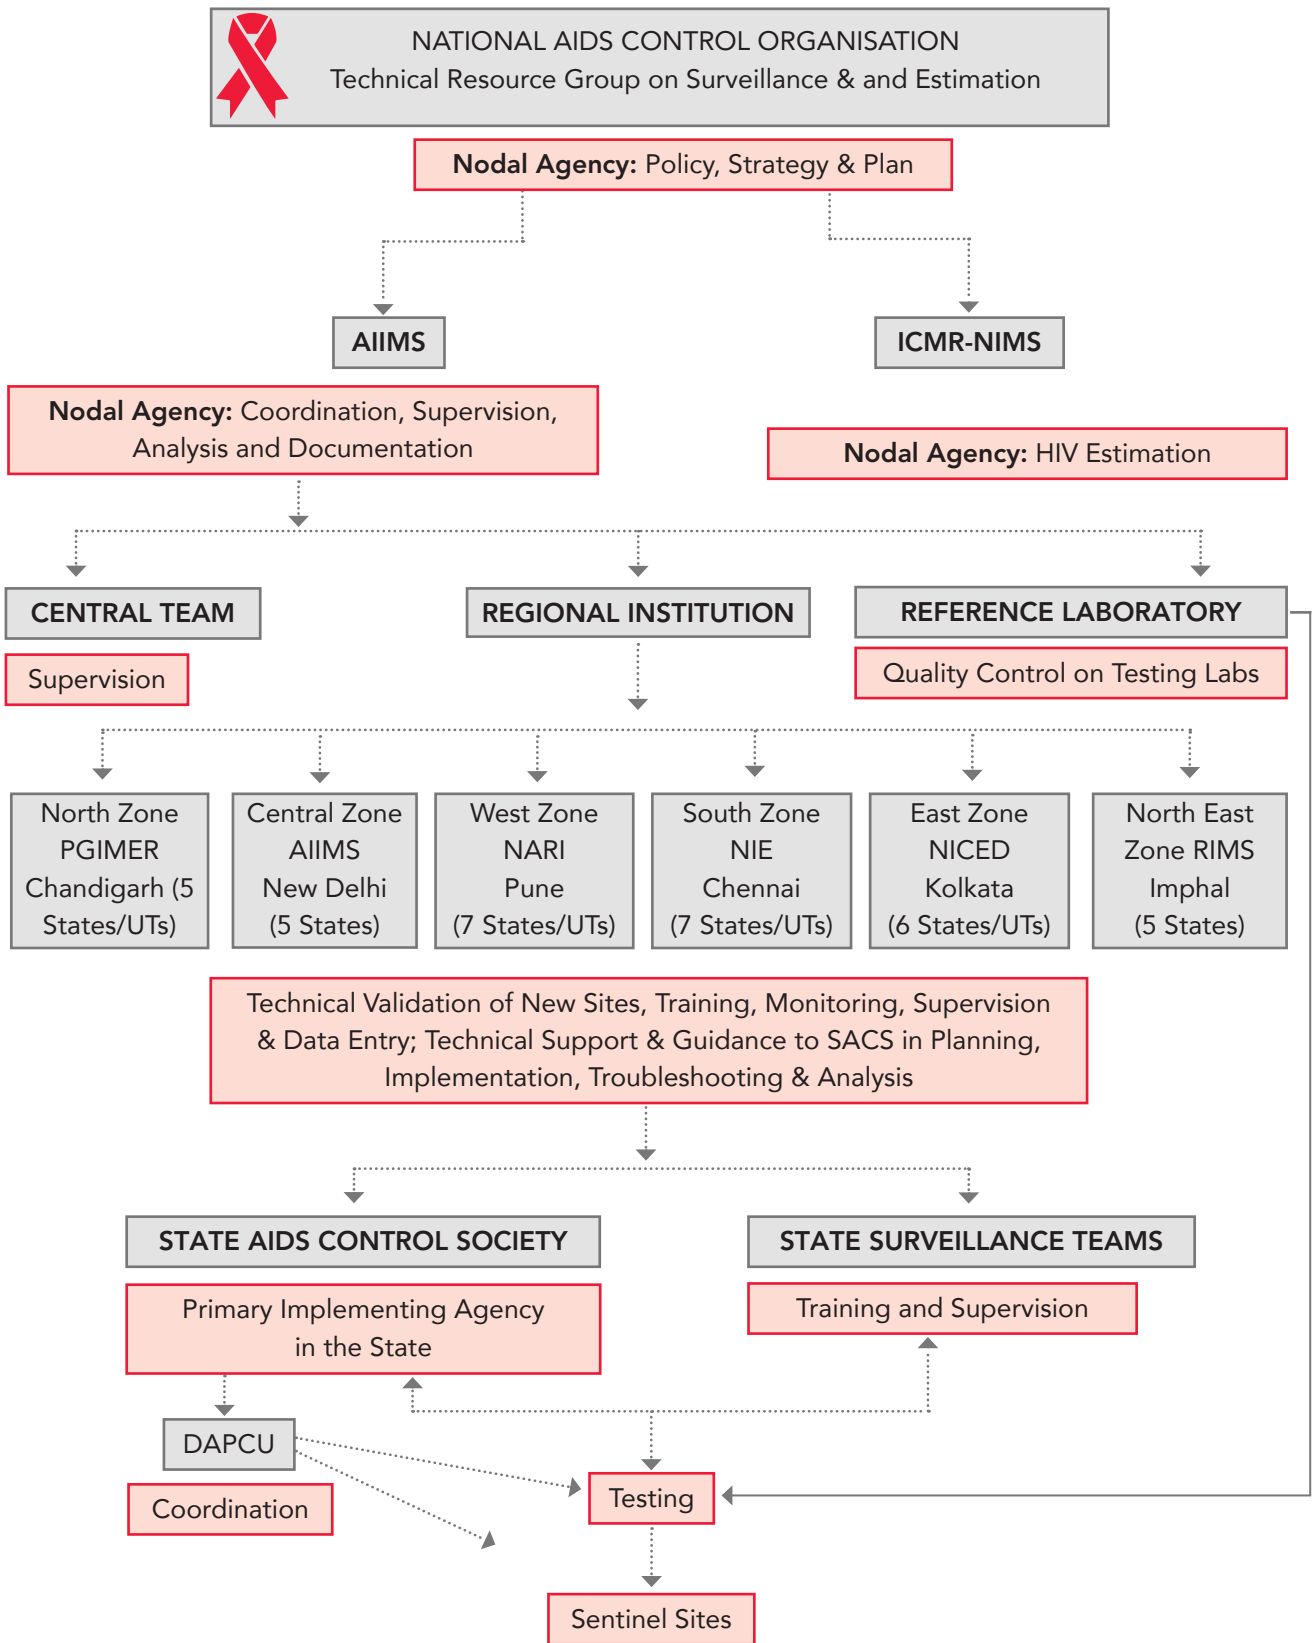 NATIONAL AIDS CONTROL ORGANISATION
Technical Resource Group on Surveillance & and Estimation
Nodal Agency: Policy, Strategy & Plan
AIIMS
ICMR-NIMS
Nodal Agency: Coordination, Supervision,
Analysis and Documentation
Nodal Agency: HIV Estimation
CENTRAL TEAM
REGIONAL INSTITUTION
REFERENCE LABORATORY
Supervision
Quality Control on Testing Labs
North Zone
PGIMER
Chandigarh (5
States/UTs)
Central Zone
AIIMS
New Delhi
(5 States)
West Zone
NARI
Pune
(7 States/UTs)
South Zone
NIE
Chennai
(7 States/UTs)
East Zone
NICED
Kolkata
(6 States/UTs)
North East
Zone RIMS
Imphal
(5 States)
Technical Validation of New Sites, Training, Monitoring, Supervision
& Data Entry; Technical Support & Guidance to SACS in Planning,
Implementation, Troubleshooting & Analysis
STATE AIDS CONTROL SOCIETY
STATE SURVEILLANCE TEAMS
Primary Implementing Agency
in the State
Training and Supervision
DAPCU
Coordination
Testing
Sentinel Sites